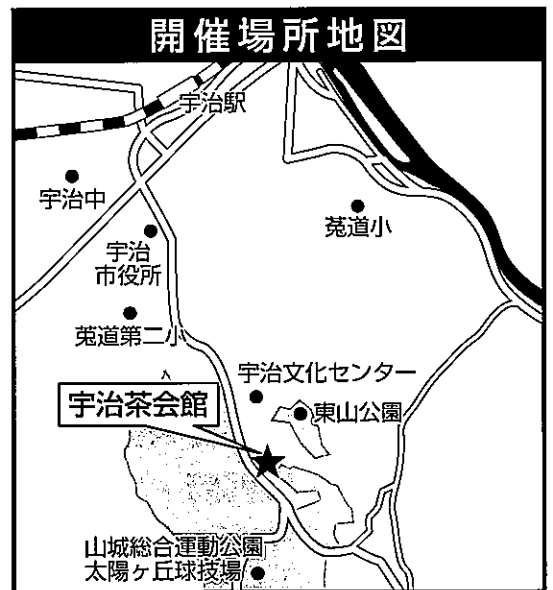 開催場所地図
宇治駅
宇治中
菟道小
宇治
市役所
菟道第二小
宇治文化センター
宇治茶会館
東山公園
山城総合運動公園
太陽ヶ丘球技場